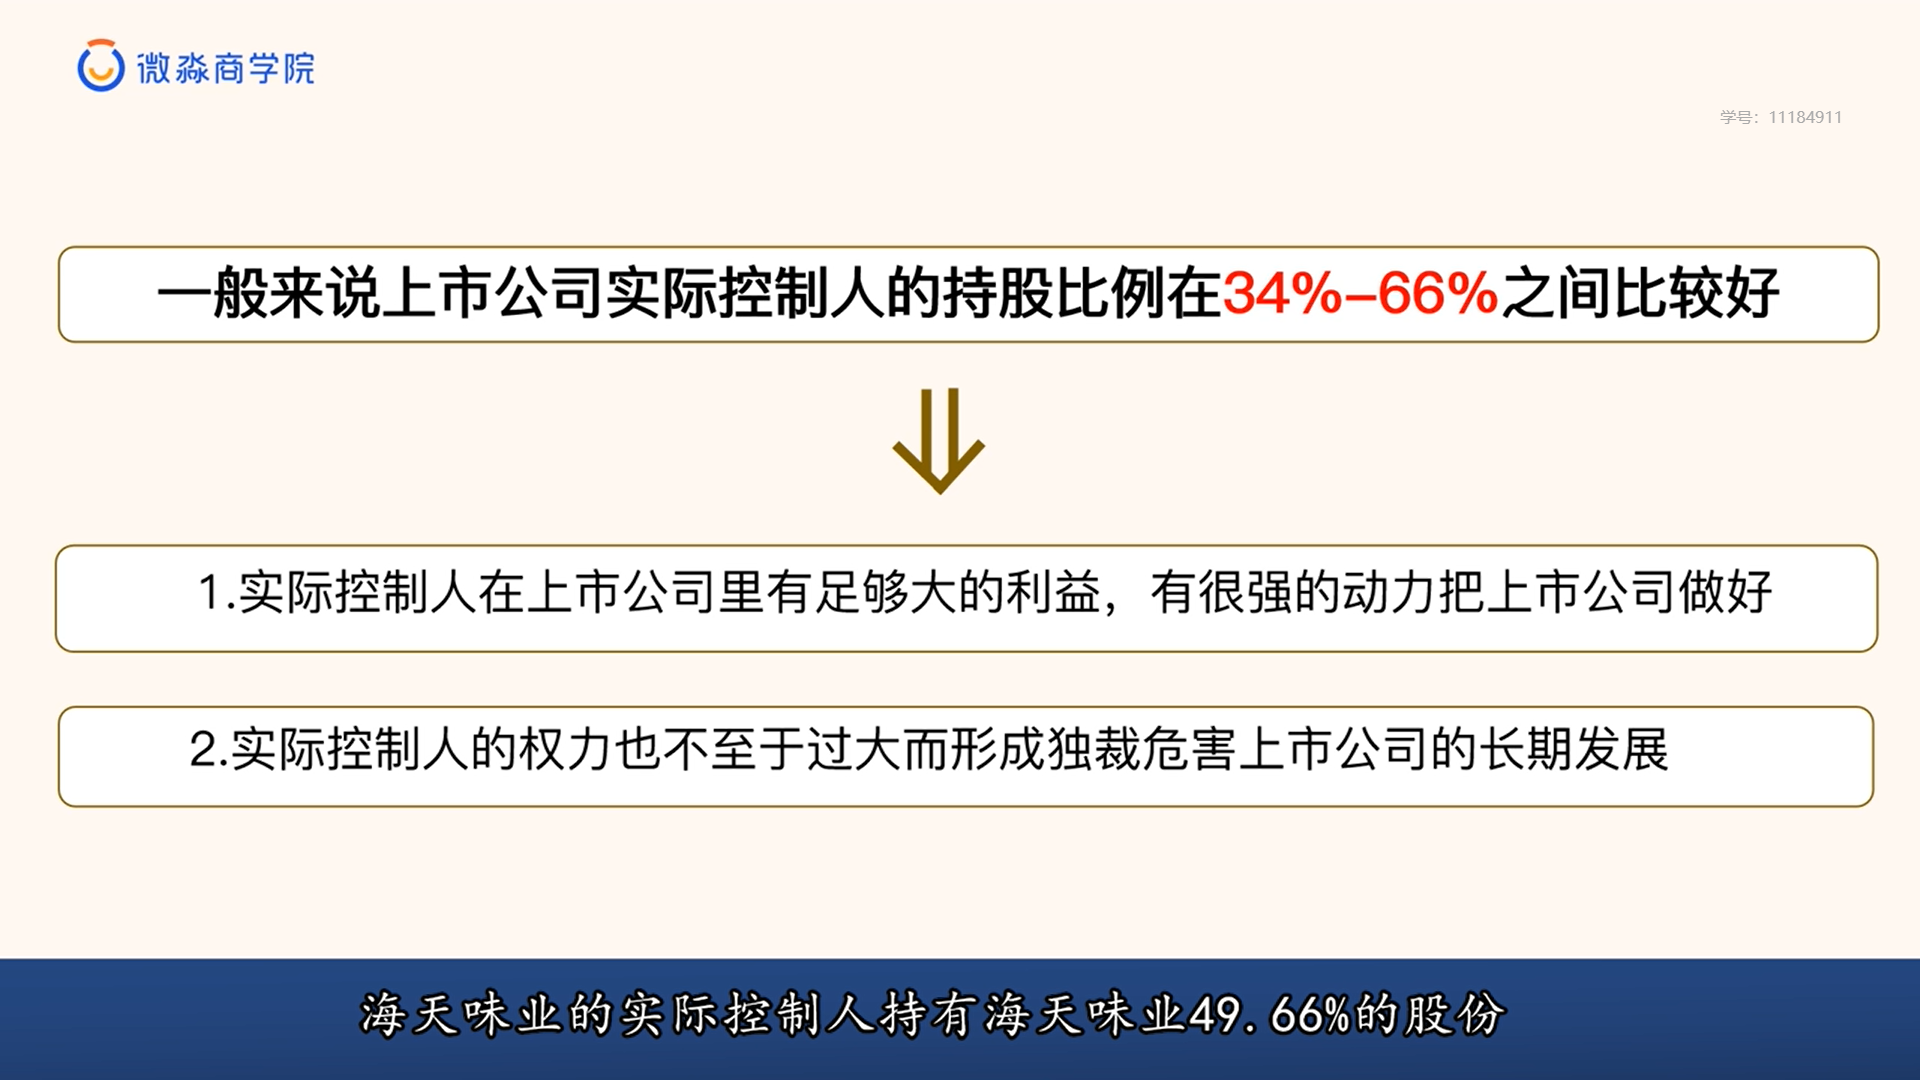 微淼商学院
学号：11184911
一般来说上市公司实际控制人的持股比例在34%-66%之间比较好
1.实际控制人在上市公司里有足够大的利益，有很强的动力把上市公司做好
2.实际控制人的权力也不至于过大而形成独裁危害上市公司的长期发展
海天味业的实际控制人持有海天味业49.66%的股份